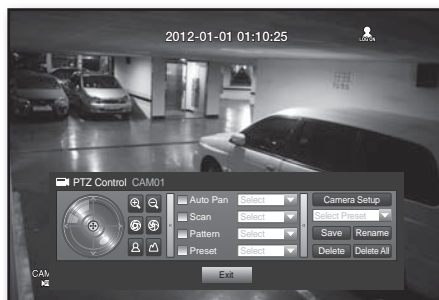 2012-01-01 01:10:25
LOG ON
PTZ Control CAM01
Auto Pan Select Camera Setup
Scan Select Select Preset
Pattern Select Save Rename
Preset Select Delete Delete All
CAM
Exit